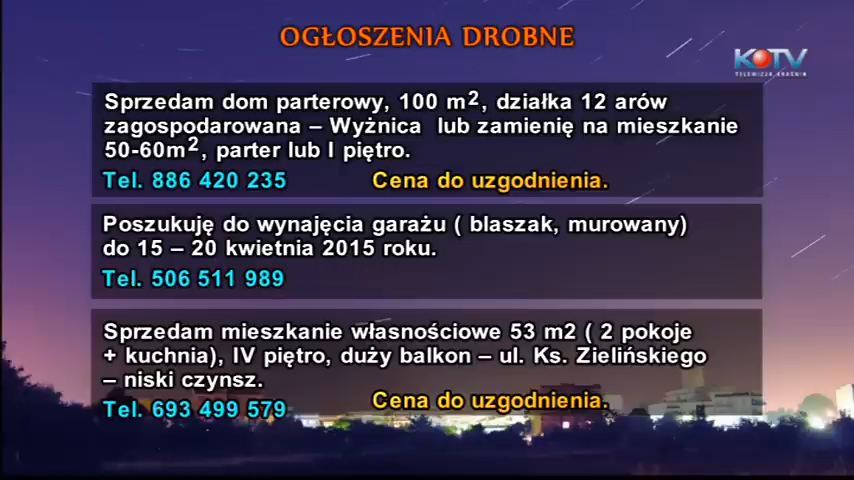 OGŁOSZENIA DROBNE
KOTV
TELEWIZJA KRAŚNIK
Sprzedam dom parterowy, 100 m², działka 12 arów
zagospodarowana – Wyżnica lub zamienię na mieszkanie
50-60m², parter lub I piętro.
Tel. 886 420 235 Cena do uzgodnienia.
Poszukuję do wynajęcia garażu ( blaszak, murowany)
do 15 – 20 kwietnia 2015 roku.
Tel. 506 511 989
Sprzedam mieszkanie własnościowe 53 m2 ( 2 pokoje
+ kuchnia), IV piętro, duży balkon – ul. Ks. Zielińskiego
– niski czynsz.
Cena do uzgodnienia.
Tel. 693 499 579